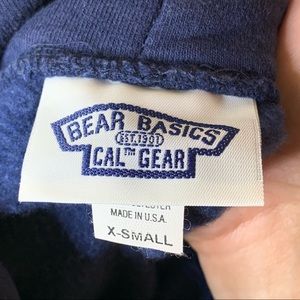 BEAR BASICS
EST. 1901
CAL™ GEAR
MADE IN U.S.A.
X-SMALL